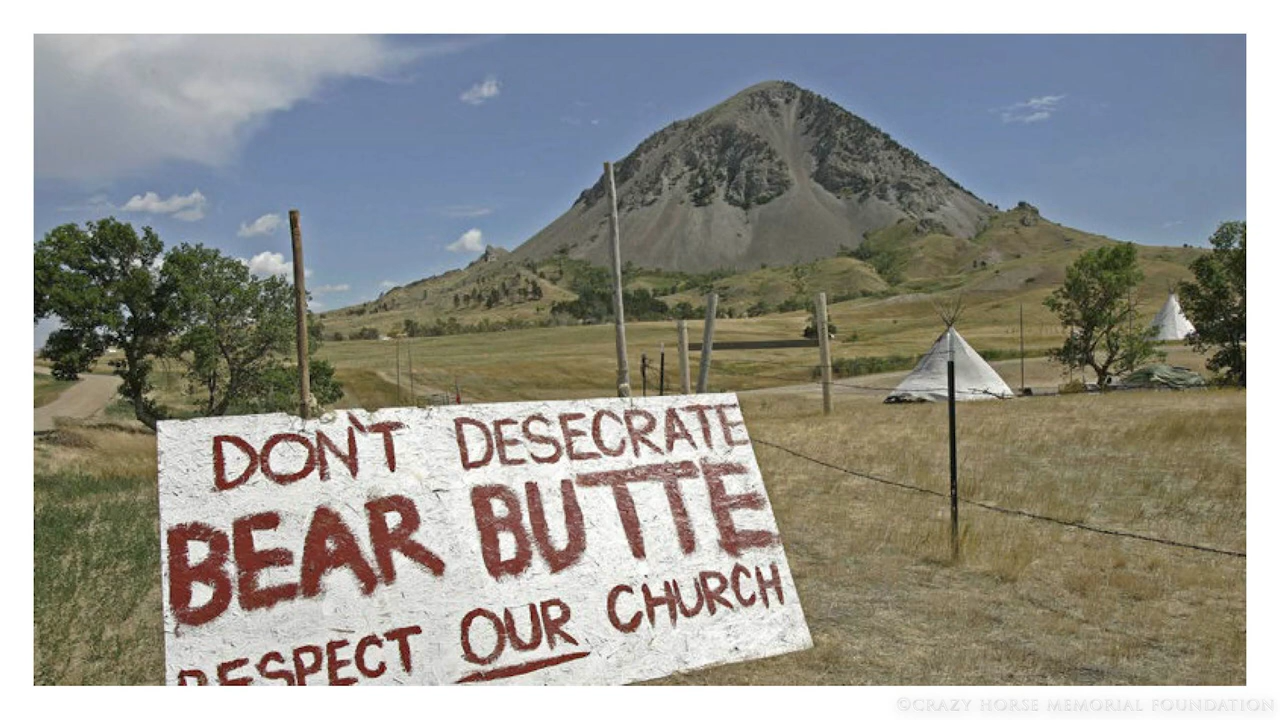 DON'T DESECRATE
BEAR BUTTE
RESPECT OUR CHURCH
©CRAZY HORSE MEMORIAL FOUNDATION